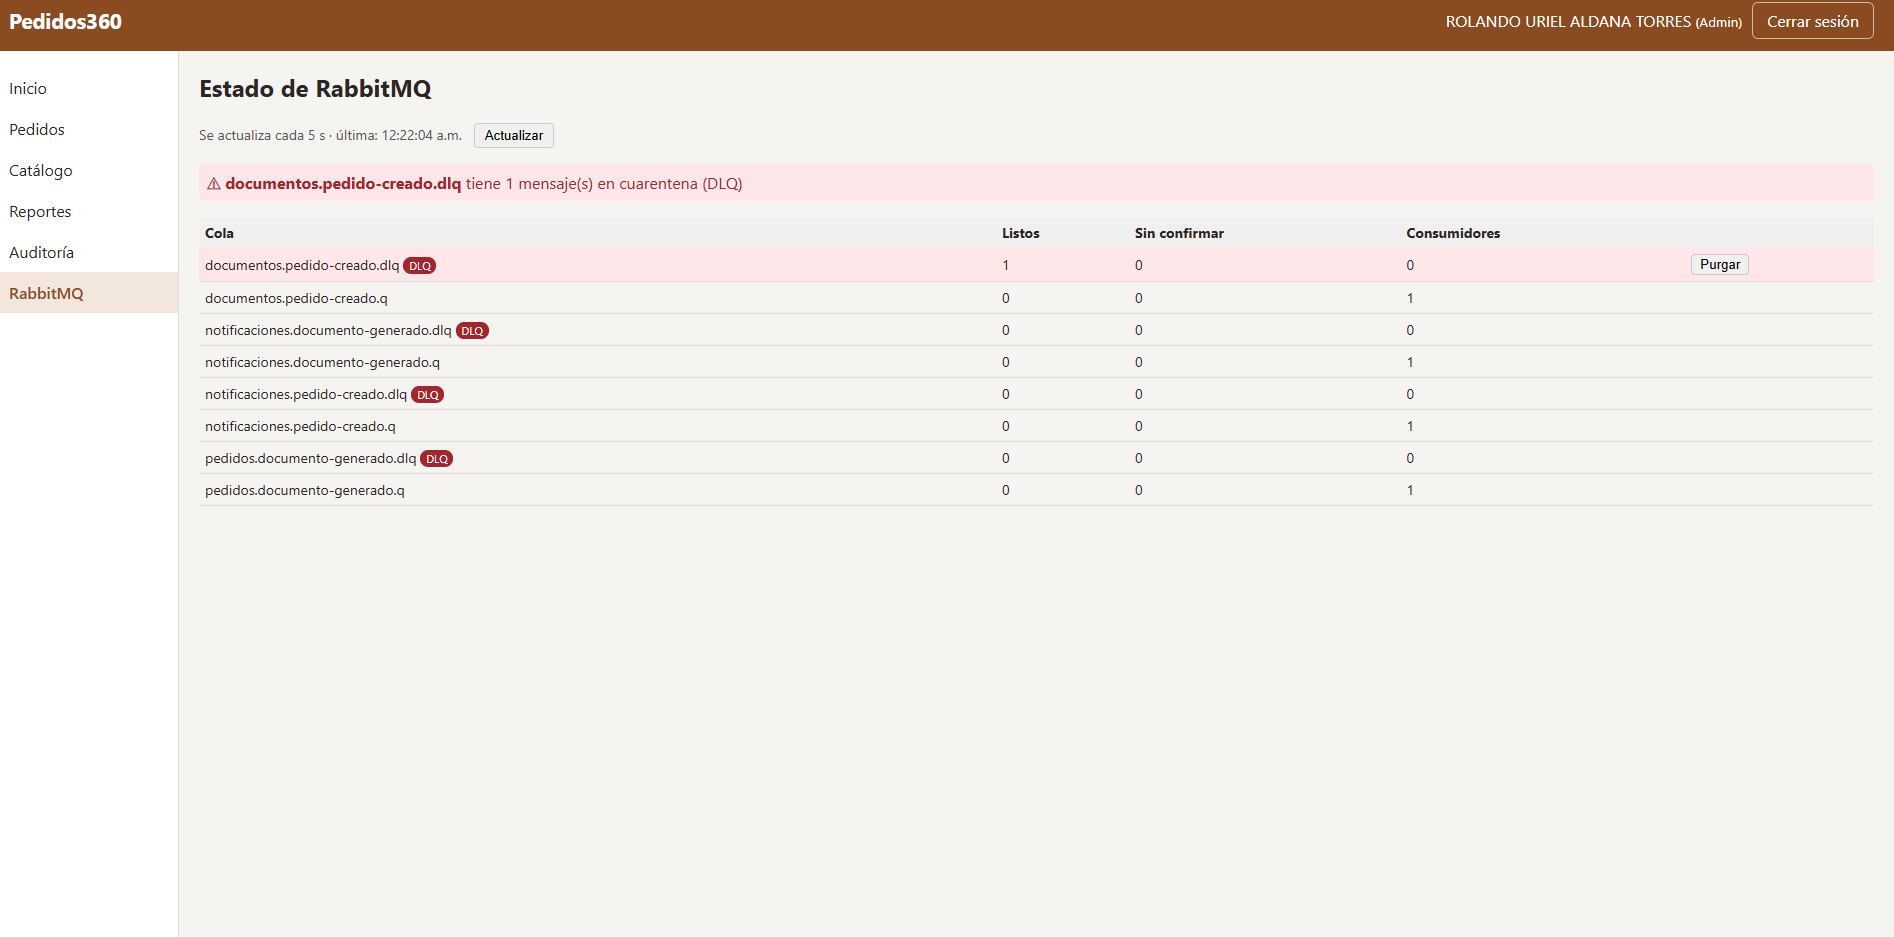 Pedidos360
ROLANDO URIEL ALDANA TORRES (Admin)
Cerrar sesión
Inicio
Pedidos
Catálogo
Reportes
Auditoría
RabbitMQ
Estado de RabbitMQ
Se actualiza cada 5 s · última: 12:22:04 a.m.
Actualizar
⚠ documentos.pedido-creado.dlq tiene 1 mensaje(s) en cuarentena (DLQ)
Cola Listos Sin confirmar Consumidores
documentos.pedido-creado.dlq DLQ 1 0 0 Purgar
documentos.pedido-creado.q 0 0 1
notificaciones.documento-generado.dlq DLQ 0 0 0
notificaciones.documento-generado.q 0 0 1
notificaciones.pedido-creado.dlq DLQ 0 0 0
notificaciones.pedido-creado.q 0 0 1
pedidos.documento-generado.dlq DLQ 0 0 0
pedidos.documento-generado.q 0 0 1